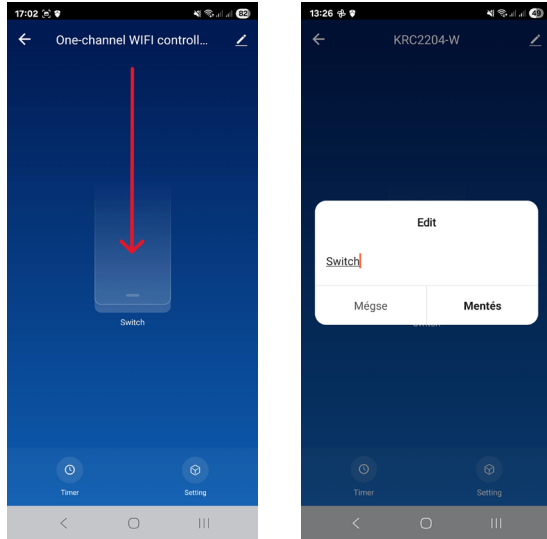 17:02
82
One-channel WIFI controll...
Switch
Timer
Setting
13:26
49
KRC2204-W
Edit
Switch
Mégse
Mentés
Switch
Timer
Setting